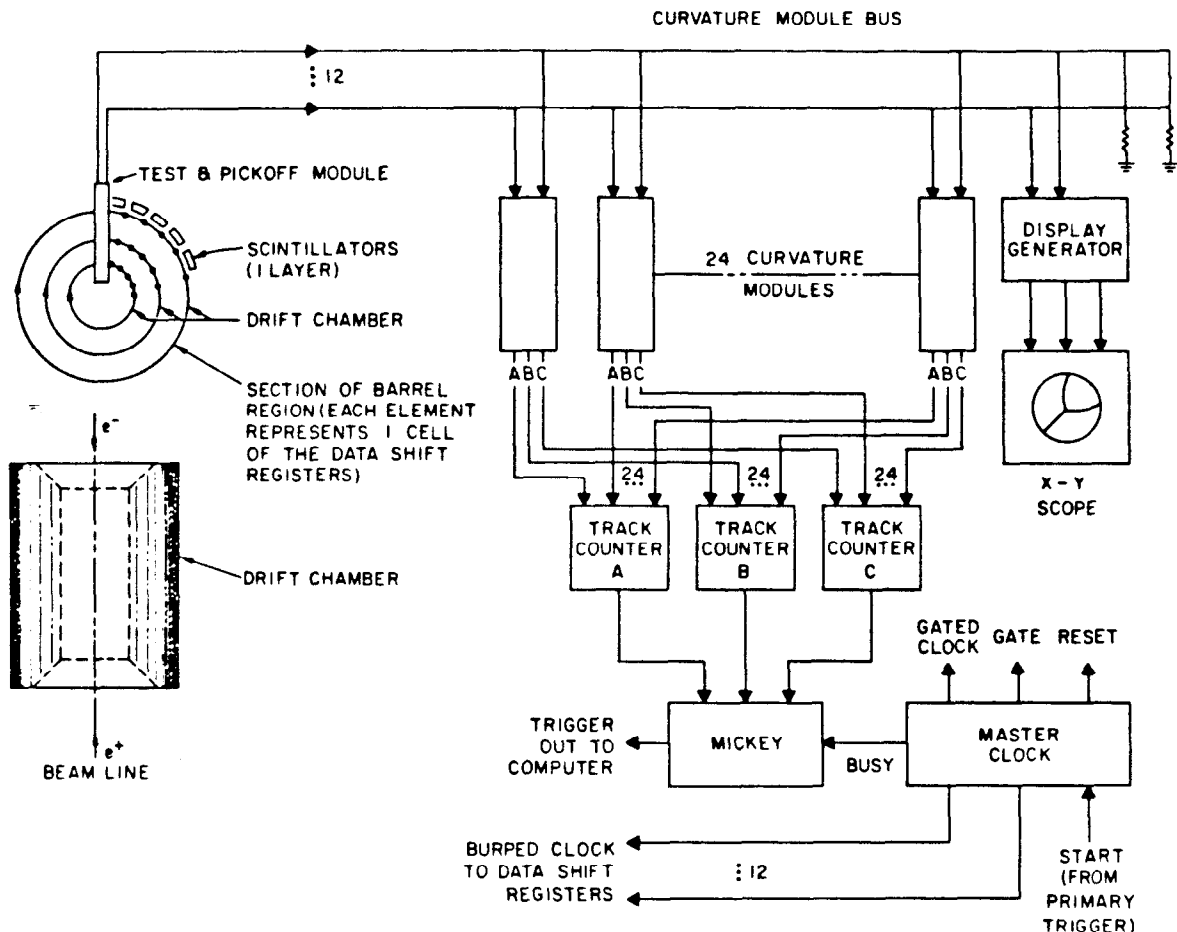 CURVATURE MODULE BUS
12
TEST & PICKOFF MODULE
SCINTILLATORS
(1 LAYER)
DRIFT CHAMBER
SECTION OF BARREL
REGION (EACH ELEMENT
REPRESENTS 1 CELL
OF THE DATA SHIFT
REGISTERS)
24 CURVATURE
MODULES
DISPLAY
GENERATOR
ABC
ABC
ABC
X-Y
SCOPE
e-
DRIFT CHAMBER
e+
BEAM LINE
24
24
24
TRACK
COUNTER
A
TRACK
COUNTER
B
TRACK
COUNTER
C
GATED
CLOCK
GATE
RESET
TRIGGER
OUT TO
COMPUTER
MICKEY
BUSY
MASTER
CLOCK
BURPED CLOCK
TO DATA SHIFT
REGISTERS
12
START
(FROM
PRIMARY
TRIGGER)